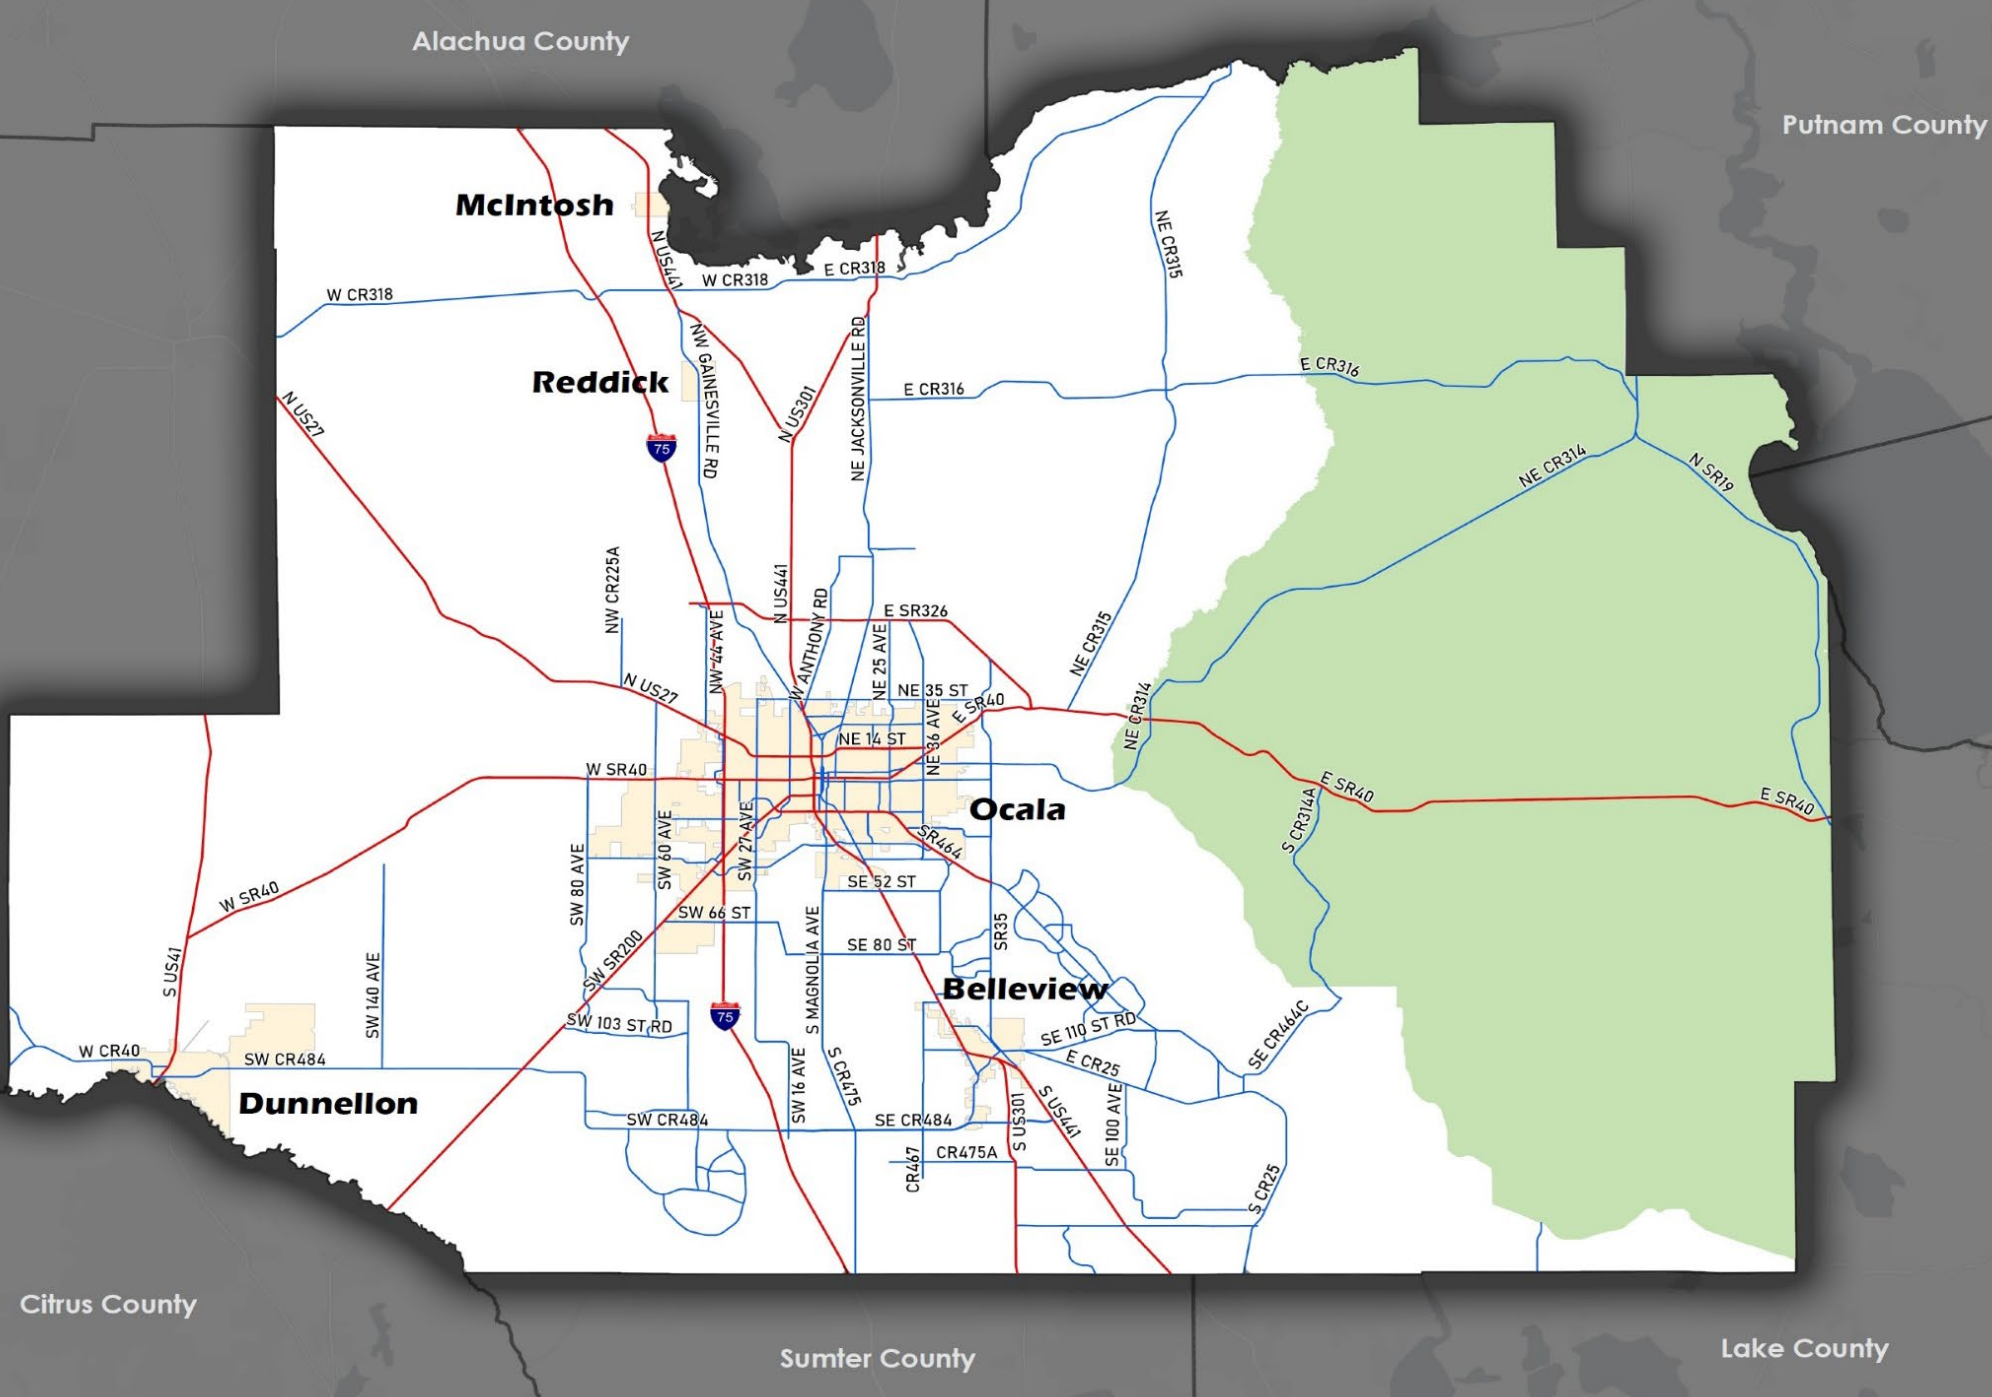 Alachua County
Putnam County
McIntosh
N US441
W CR318
E CR318
W CR318
NE CR315
Reddick
NW GAINESVILLE RD
NE JACKSONVILLE RD
N US301
E CR316
E CR316
N US27
75
NE CR314
N SR19
NW CR225A
N US441
W ANTHONY RD
E SR326
NW 44 AVE
NE 25 AVE
NE CR315
N US27
NE 35 ST
E SR40
NE CR314
NE 36 AVE
NE 14 ST
W SR40
Ocala
E SR40
E SR40
S CR314A
SW 27 AVE
SW 60 AVE
SR464
SW 80 AVE
SE 52 ST
W SR40
SW 66 ST
SR35
SE 80 ST
S MAGNOLIA AVE
SW SR200
S US41
SW 140 AVE
Belleview
75
SW 103 ST RD
SE 110 ST RD
SE CR464C
W CR40
SW CR484
E CR25
Dunnellon
SW 16 AVE
S CR475
S US301
S US441
SE 100 AVE
SW CR484
SE CR484
CR467
CR475A
S CR25
Citrus County
Sumter County
Lake County